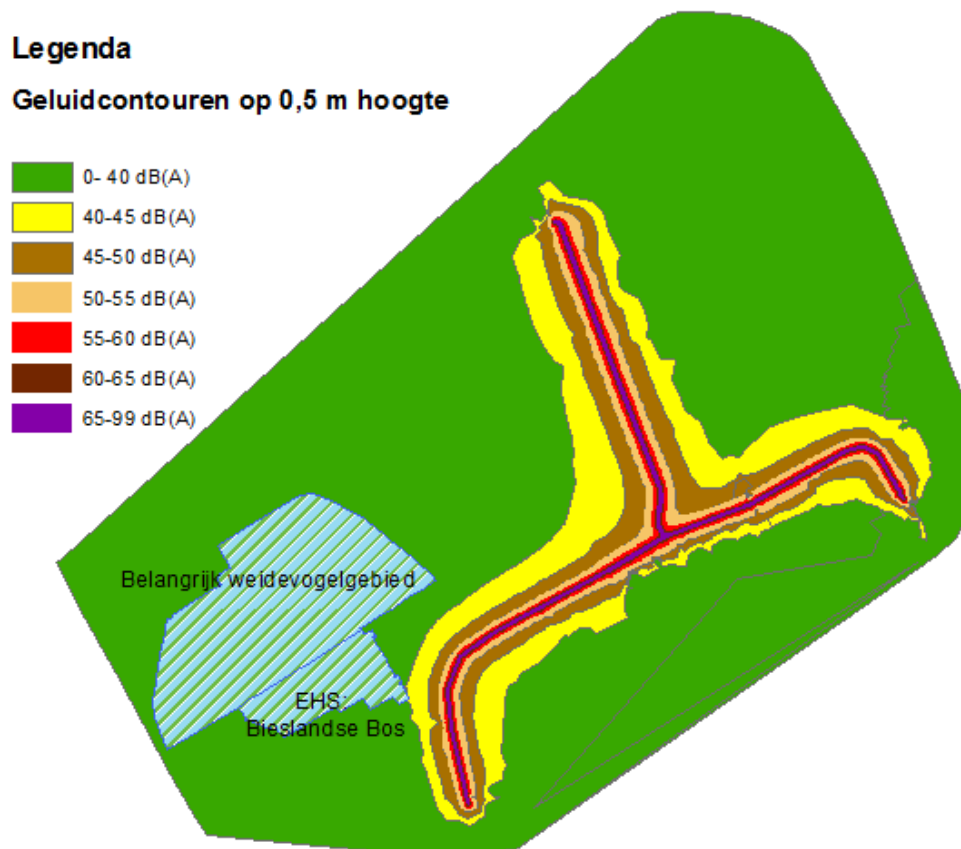 Legenda
Geluidcontouren op 0,5 m hoogte
0- 40 dB(A)
40-45 dB(A)
45-50 dB(A)
50-55 dB(A)
55-60 dB(A)
60-65 dB(A)
65-99 dB(A)
Belangrijk weidevogelgebied
EHS:
Bieslandse Bos